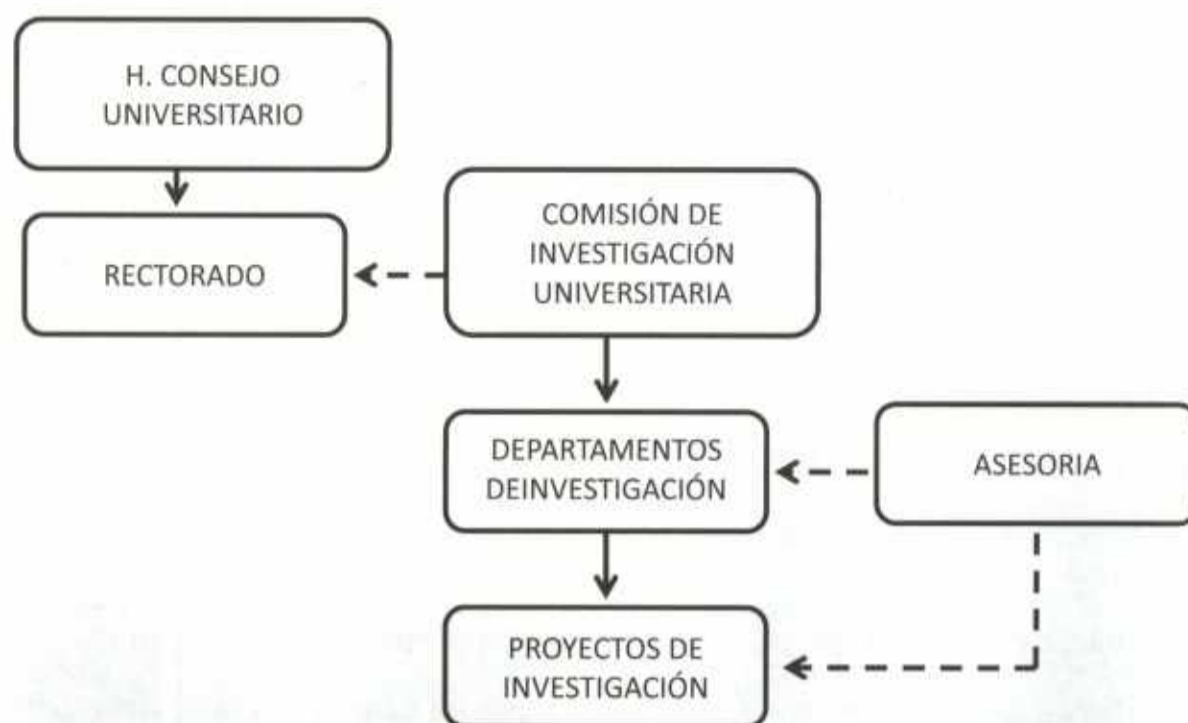 H. CONSEJO
UNIVERSITARIO
RECTORADO
COMISIÓN DE
INVESTIGACIÓN
UNIVERSITARIA
DEPARTAMENTOS
DEINVESTIGACIÓN
ASESORIA
PROYECTOS DE
INVESTIGACIÓN